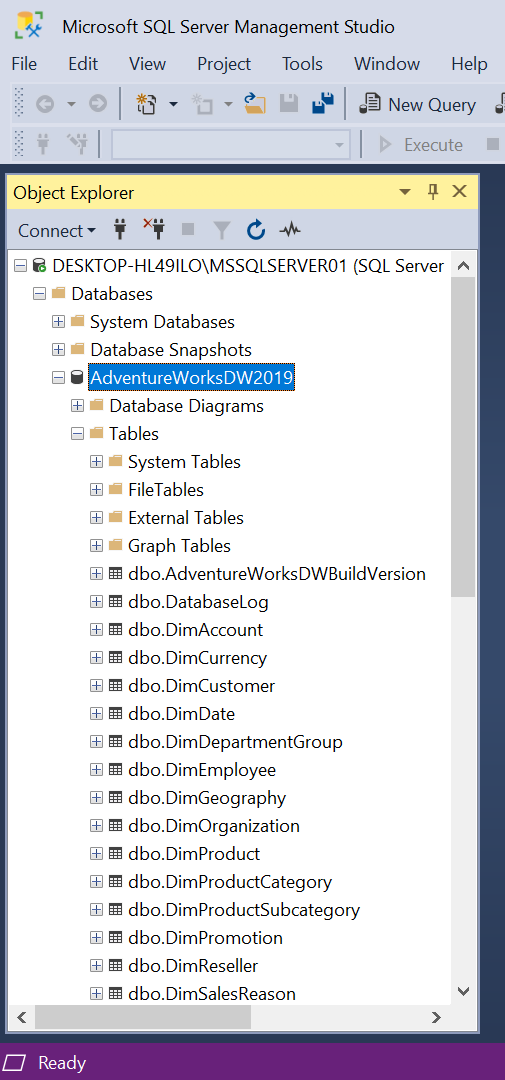 Microsoft SQL Server Management Studio
File Edit View Project Tools Window Help
New Query
Execute
Object Explorer
Connect
DESKTOP-HL49ILO\MSSQLSERVER01 (SQL Server
Databases
System Databases
Database Snapshots
AdventureWorksDW2019
Database Diagrams
Tables
System Tables
FileTables
External Tables
Graph Tables
dbo.AdventureWorksDWBuildVersion
dbo.DatabaseLog
dbo.DimAccount
dbo.DimCurrency
dbo.DimCustomer
dbo.DimDate
dbo.DimDepartmentGroup
dbo.DimEmployee
dbo.DimGeography
dbo.DimOrganization
dbo.DimProduct
dbo.DimProductCategory
dbo.DimProductSubcategory
dbo.DimPromotion
dbo.DimReseller
dbo.DimSalesReason
Ready